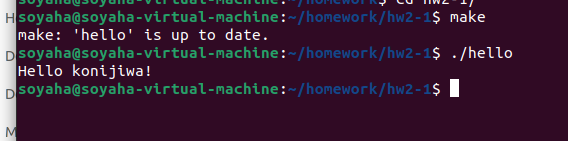 soyaha@soyaha-virtual-machine:~/homework$ cd hw2-1/
soyaha@soyaha-virtual-machine:~/homework/hw2-1$ make
make: 'hello' is up to date.
soyaha@soyaha-virtual-machine:~/homework/hw2-1$ ./hello
Hello konijiwa!
soyaha@soyaha-virtual-machine:~/homework/hw2-1$
D
D
M